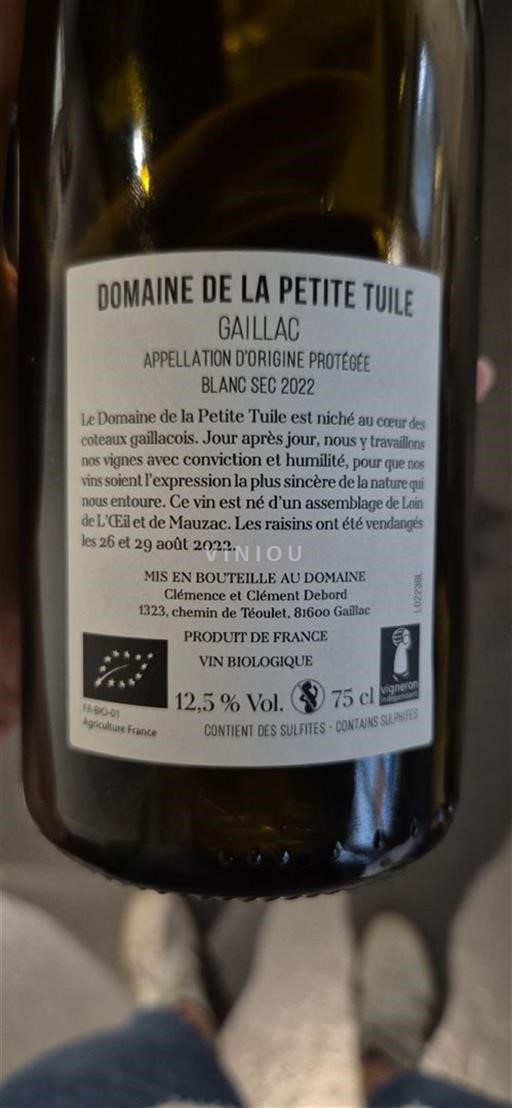 DOMAINE DE LA PETITE TUILE
GAILLAC
APPELLATION D'ORIGINE PROTÉGÉE
BLANC SEC 2022
Le Domaine de la Petite Tuile est niché au cœur des
coteaux gaillacois. Jour après jour, nous y travaillons
nos vignes avec conviction et humilité, pour que nos
vins soient l'expression la plus sincère de la nature qui
nous entoure. Ce vin est né d'un assemblage de Loin
de L'Œil et de Mauzac. Les raisins ont été vendangés
les 26 et 29 août 2022.
VINIOU
MIS EN BOUTEILLE AU DOMAINE
Clémence et Clément Debord
1323, chemin de Téoulet, 81600 Gaillac
L0223BL
PRODUIT DE FRANCE
VIN BIOLOGIQUE
12,5 % Vol. 75 cl
vigneron
indépendant
FR-BIO-01
Agriculture France
CONTIENT DES SULFITES - CONTAINS SULPHITES